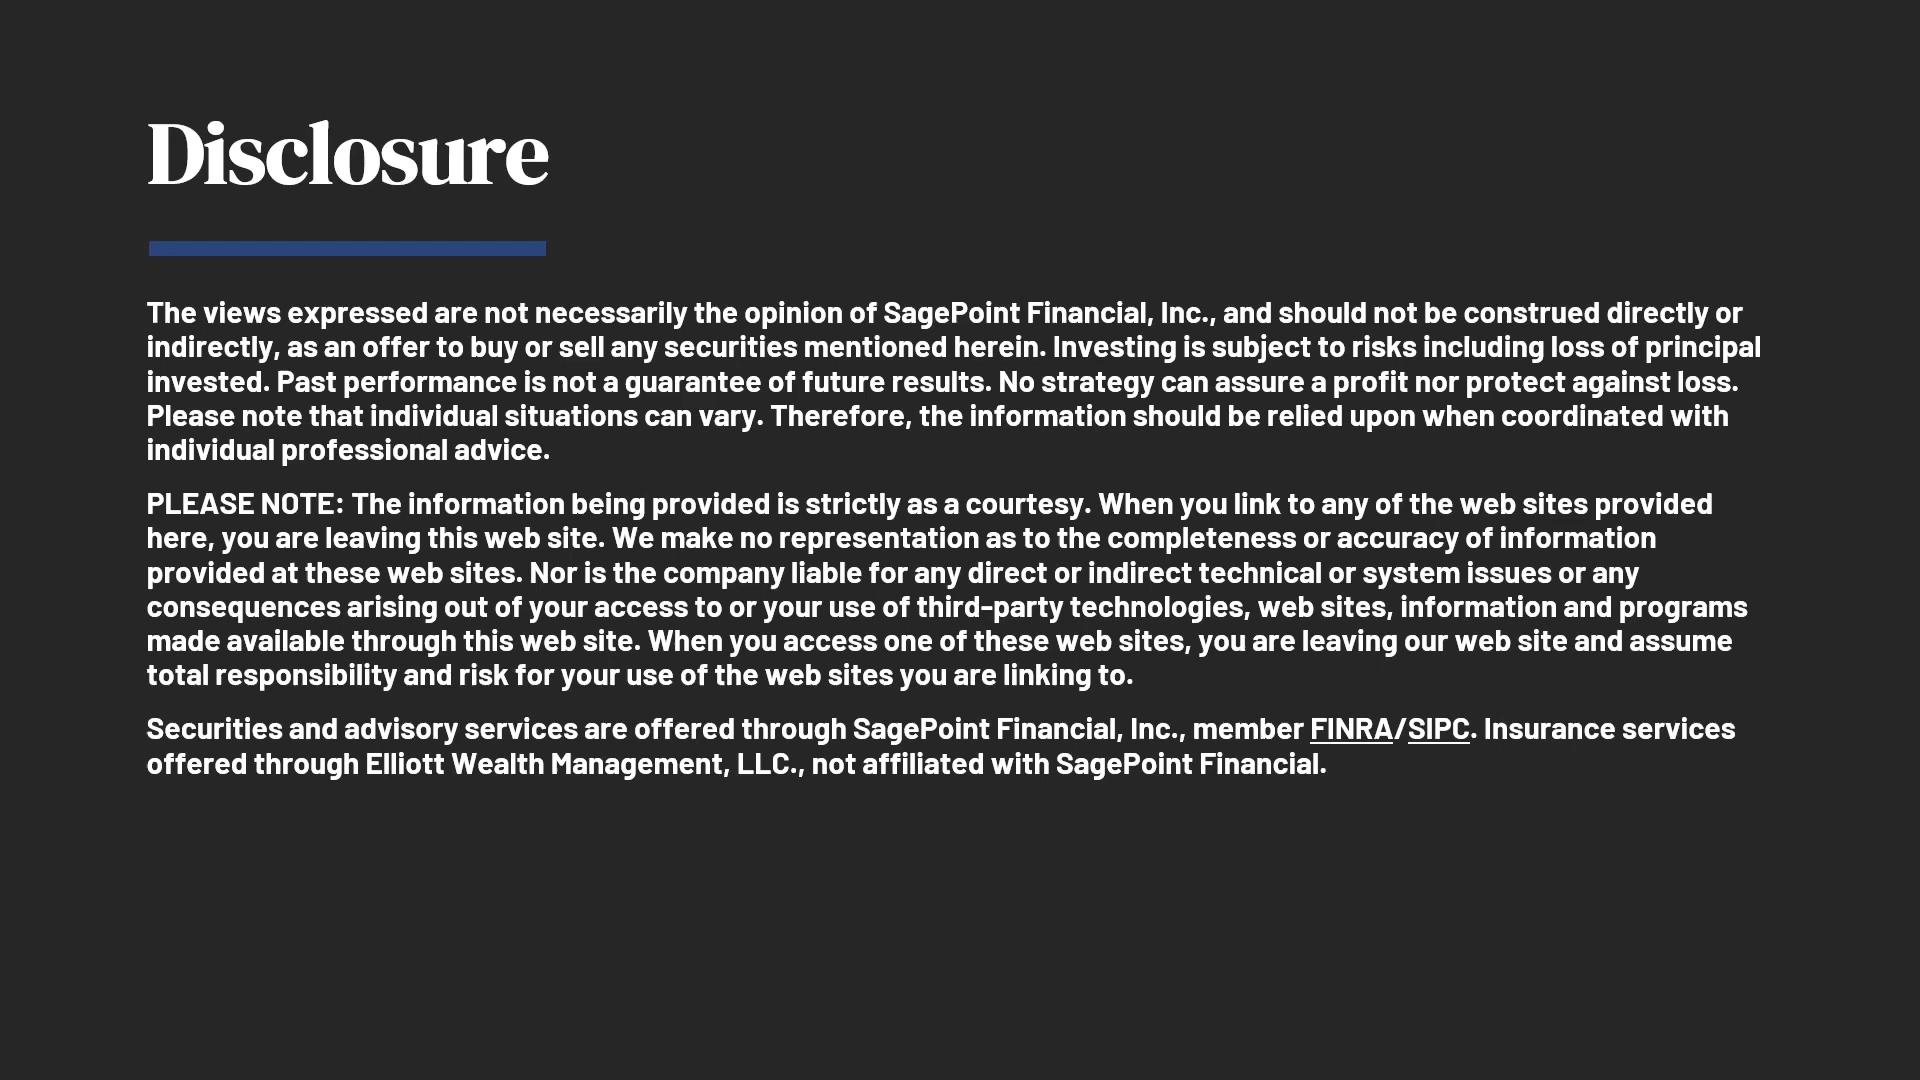 Disclosure
The views expressed are not necessarily the opinion of SagePoint Financial, Inc., and should not be construed directly or
indirectly, as an offer to buy or sell any securities mentioned herein. Investing is subject to risks including loss of principal
invested. Past performance is not a guarantee of future results. No strategy can assure a profit nor protect against loss.
Please note that individual situations can vary. Therefore, the information should be relied upon when coordinated with
individual professional advice.
PLEASE NOTE: The information being provided is strictly as a courtesy. When you link to any of the web sites provided
here, you are leaving this web site. We make no representation as to the completeness or accuracy of information
provided at these web sites. Nor is the company liable for any direct or indirect technical or system issues or any
consequences arising out of your access to or your use of third-party technologies, web sites, information and programs
made available through this web site. When you access one of these web sites, you are leaving our web site and assume
total responsibility and risk for your use of the web sites you are linking to.
Securities and advisory services are offered through SagePoint Financial, Inc., member FINRA/SIPC. Insurance services
offered through Elliott Wealth Management, LLC., not affiliated with SagePoint Financial.